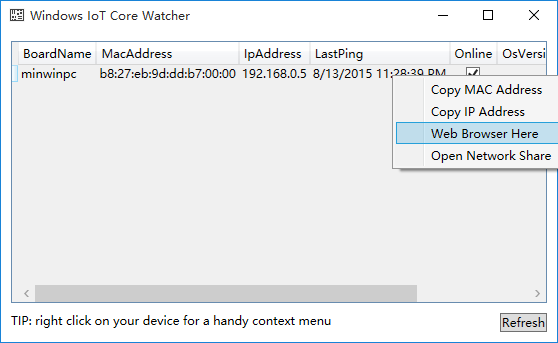 Windows IoT Core Watcher
BoardName MacAddress IpAddress LastPing Online OsVersi
minwinpc b8:27:eb:9d:dd:b7:00:00 192.168.0.5 8/13/2015 11:28:39 PM
Copy MAC Address
Copy IP Address
Web Browser Here
Open Network Share
TIP: right click on your device for a handy context menu
Refresh